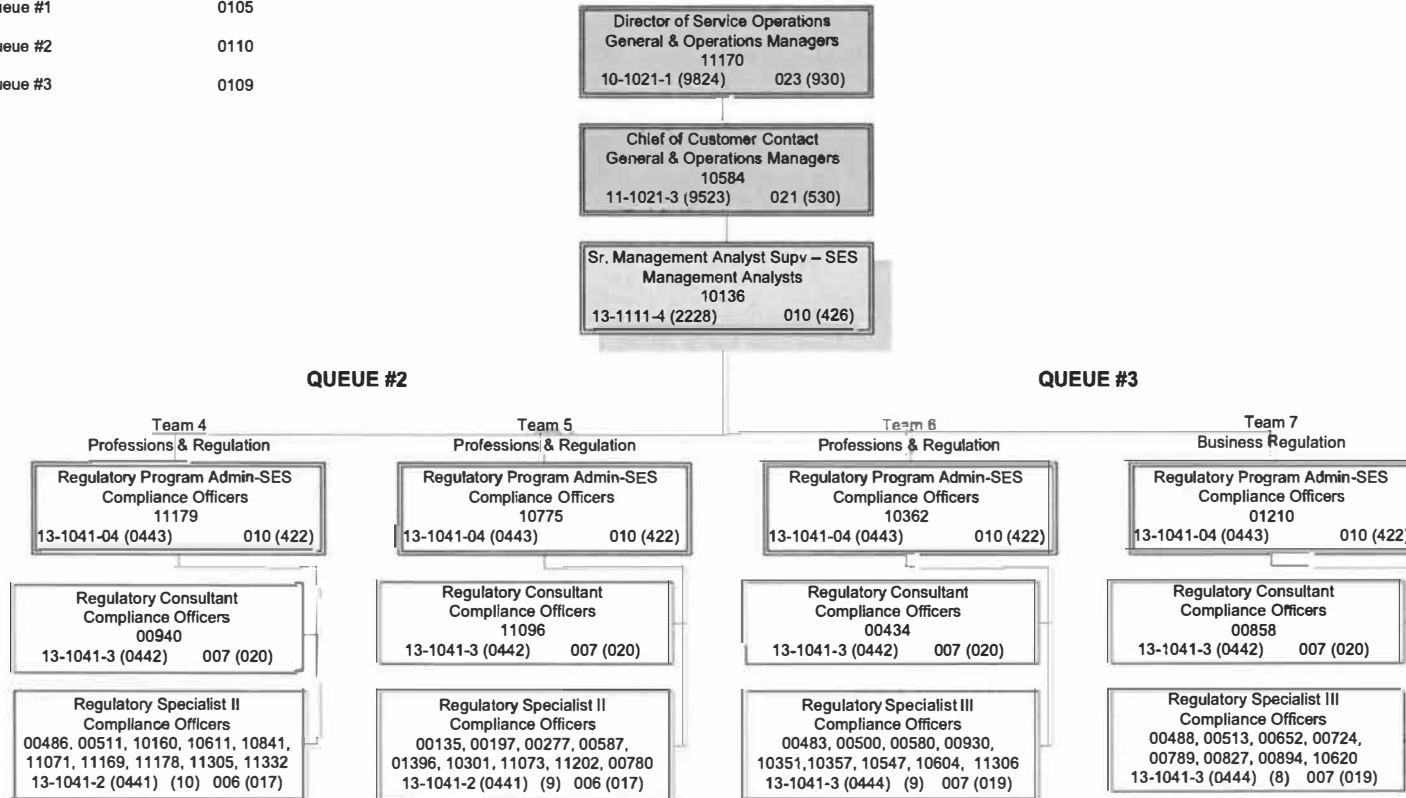 ueue #1 0105
ueue #2 0110
ueue #3 0109
Director of Service Operations
General & Operations Managers
11170
10-1021-1 (9824) 023 (930)
Chief of Customer Contact
General & Operations Managers
10584
11-1021-3 (9523) 021 (530)
Sr. Management Analyst Supv – SES
Management Analysts
10136
13-1111-4 (2228) 010 (426)
QUEUE #2
QUEUE #3
Team 4
Professions & Regulation
Regulatory Program Admin-SES
Compliance Officers
11179
13-1041-04 (0443) 010 (422)
Regulatory Consultant
Compliance Officers
00940
13-1041-3 (0442) 007 (020)
Regulatory Specialist II
Compliance Officers
00486, 00511, 10160, 10611, 10841,
11071, 11169, 11178, 11305, 11332
13-1041-2 (0441) (10) 006 (017)
Team 5
Professions & Regulation
Regulatory Program Admin-SES
Compliance Officers
10775
13-1041-04 (0443) 010 (422)
Regulatory Consultant
Compliance Officers
11096
13-1041-3 (0442) 007 (020)
Regulatory Specialist II
Compliance Officers
00135, 00197, 00277, 00587,
01396, 10301, 11073, 11202, 00780
13-1041-2 (0441) (9) 006 (017)
Team 6
Professions & Regulation
Regulatory Program Admin-SES
Compliance Officers
10362
13-1041-04 (0443) 010 (422)
Regulatory Consultant
Compliance Officers
00434
13-1041-3 (0442) 007 (020)
Regulatory Specialist III
Compliance Officers
00483, 00500, 00580, 00930,
10351,10357, 10547, 10604, 11306
13-1041-3 (0444) (9) 007 (019)
Team 7
Business Regulation
Regulatory Program Admin-SES
Compliance Officers
01210
13-1041-04 (0443) 010 (422)
Regulatory Consultant
Compliance Officers
00858
13-1041-3 (0442) 007 (020)
Regulatory Specialist III
Compliance Officers
00488, 00513, 00652, 00724,
00789, 00827, 00894, 10620
13-1041-3 (0444) (8) 007 (019)